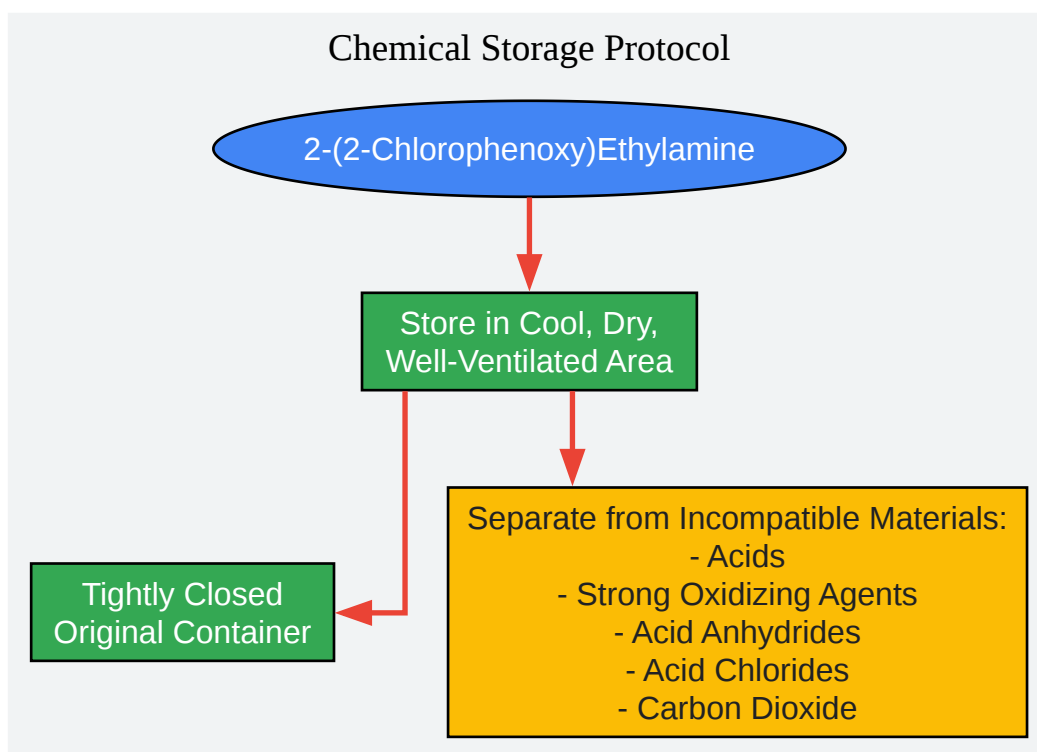 Chemical Storage Protocol
2-(2-Chlorophenoxy)Ethylamine
Store in Cool, Dry,
Well-Ventilated Area
Tightly Closed
Original Container
Separate from Incompatible Materials:
- Acids
- Strong Oxidizing Agents
- Acid Anhydrides
- Acid Chlorides
- Carbon Dioxide